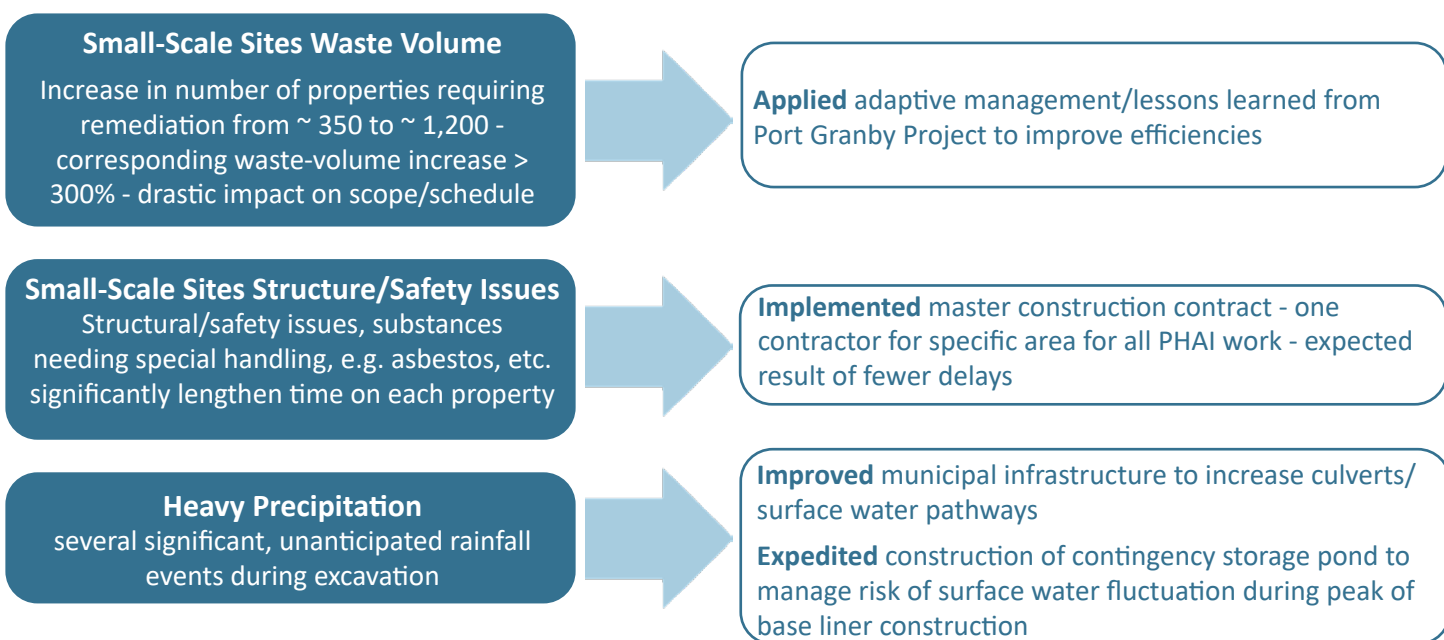 Small-Scale Sites Waste Volume
Increase in number of properties requiring
remediation from ~ 350 to ~ 1,200 -
corresponding waste-volume increase >
300% - drastic impact on scope/schedule
Applied adaptive management/lessons learned from
Port Granby Project to improve efficiencies
Small-Scale Sites Structure/Safety Issues
Structural/safety issues, substances
needing special handling, e.g. asbestos, etc.
significantly lengthen time on each property
Implemented master construction contract - one
contractor for specific area for all PHAI work - expected
result of fewer delays
Heavy Precipitation
several significant, unanticipated rainfall
events during excavation
Improved municipal infrastructure to increase culverts/
surface water pathways
Expedited construction of contingency storage pond to
manage risk of surface water fluctuation during peak of
base liner construction